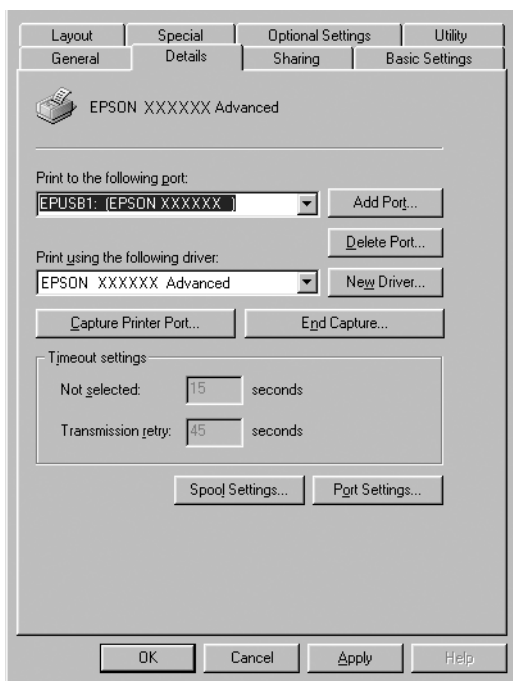 Layout Special Optional Settings Utility
General Details Sharing Basic Settings
EPSON XXXXXX Advanced
Print to the following port:
EPUSB1: (EPSON XXXXXX ) Add Port...
Delete Port...
Print using the following driver:
EPSON XXXXXX Advanced New Driver...
Capture Printer Port... End Capture...
Timeout settings
Not selected: 15 seconds
Transmission retry: 45 seconds
Spool Settings... Port Settings...
OK Cancel Apply Help